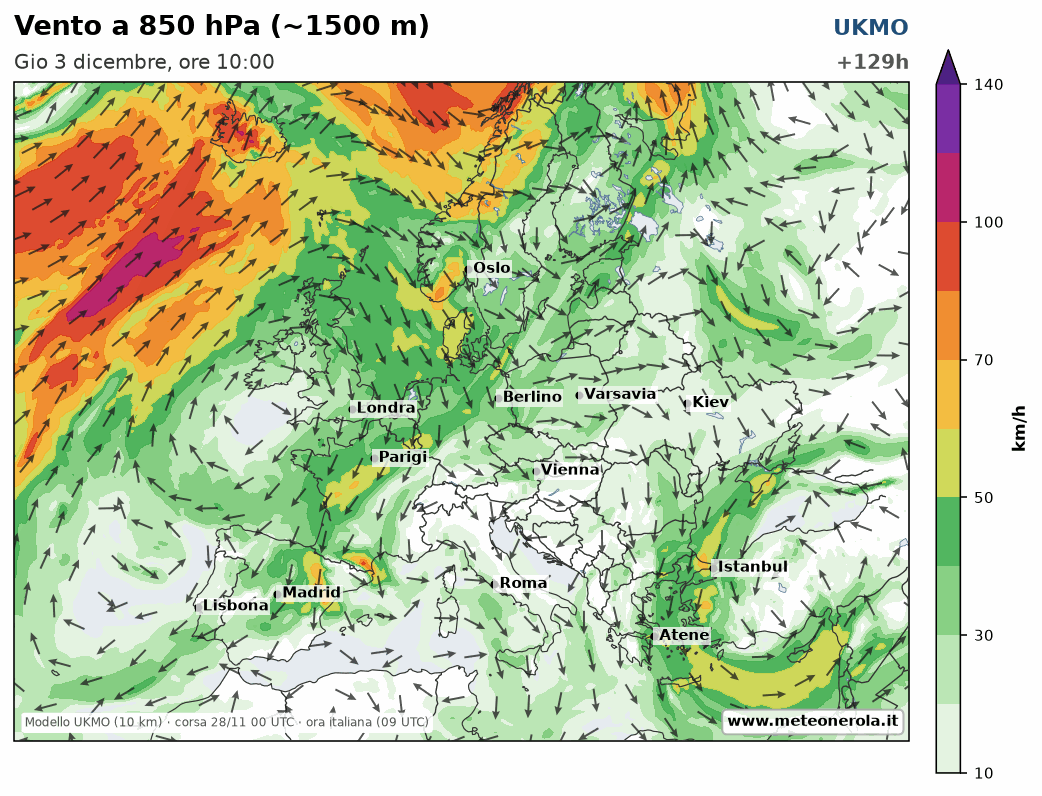 Vento a 850 hPa (~1500 m)
UKMO
Gio 3 dicembre, ore 10:00
+129h
140
100
70
50
30
10
km/h
Oslo
Londra
Berlino
Varsavia
Kiev
Parigi
Vienna
Istanbul
Roma
Madrid
Lisbona
Atene
Modello UKMO (10 km) · corsa 28/11 00 UTC · ora italiana (09 UTC)
www.meteonerola.it